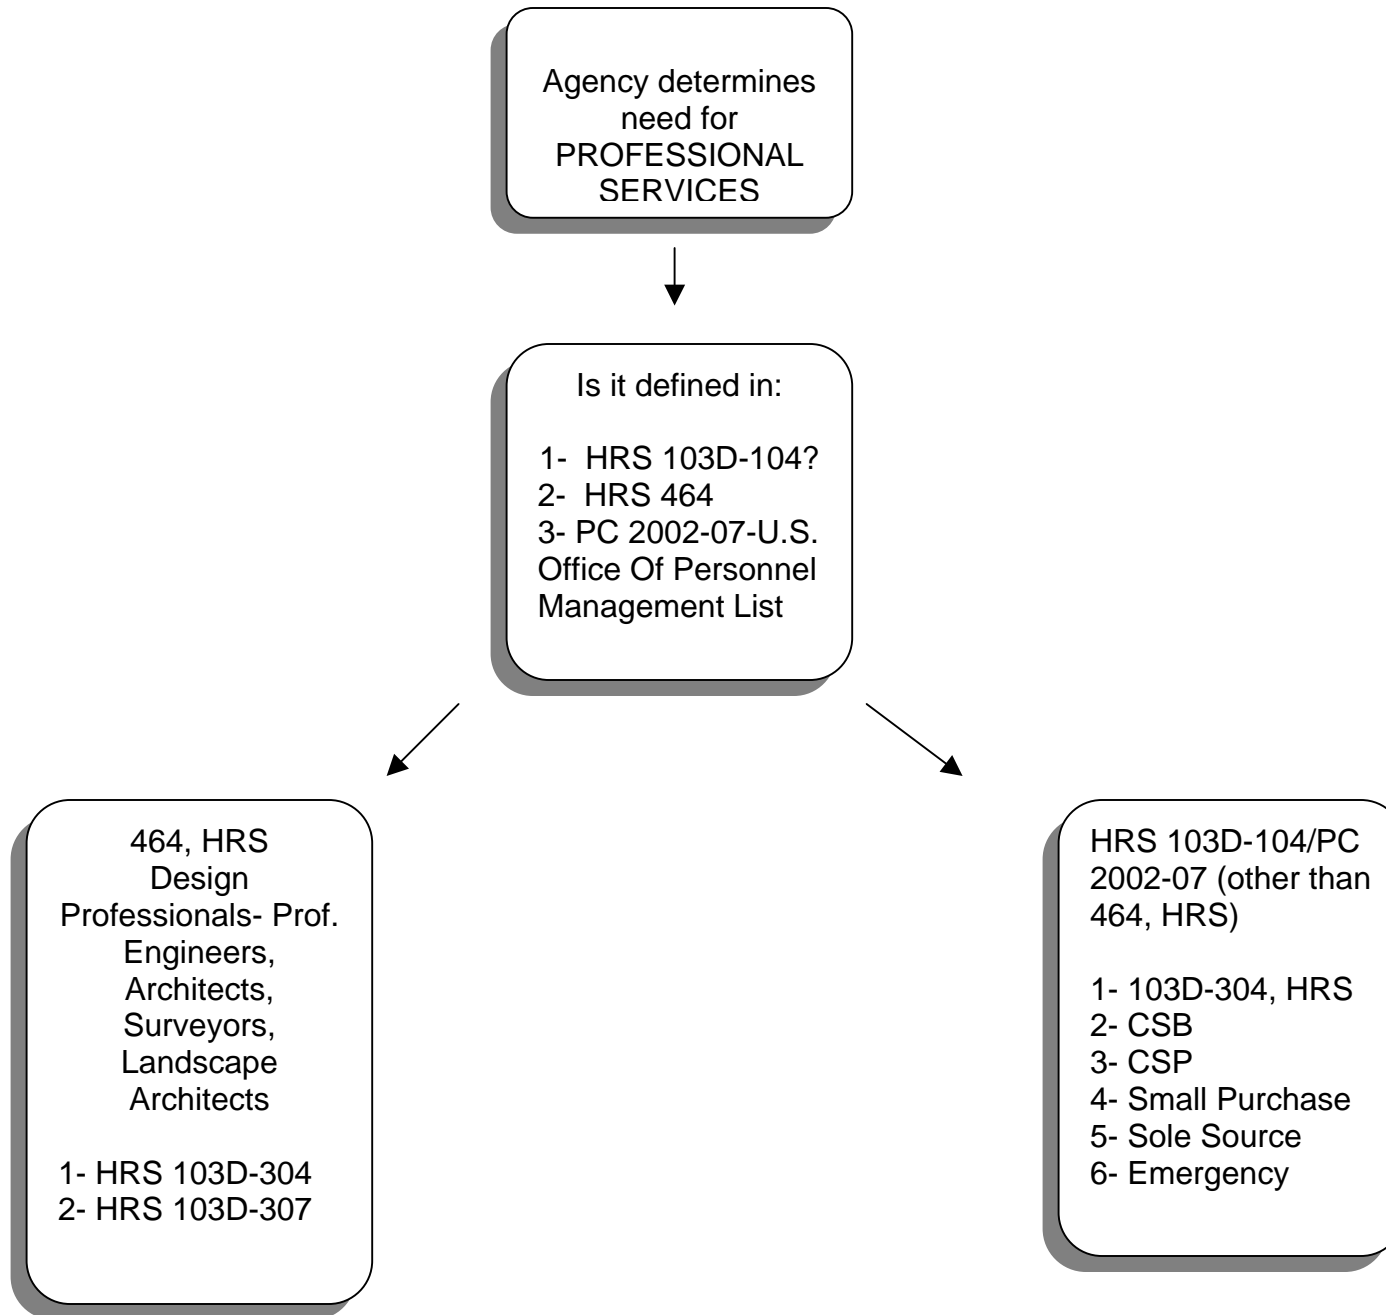 Agency determines
need for
PROFESSIONAL
SERVICES
Is it defined in:
1- HRS 103D-104?
2- HRS 464
3- PC 2002-07-U.S.
Office Of Personnel
Management List
464, HRS
Design
Professionals- Prof.
Engineers,
Architects,
Surveyors,
Landscape
Architects
1- HRS 103D-304
2- HRS 103D-307
HRS 103D-104/PC
2002-07 (other than
464, HRS)
1- 103D-304, HRS
2- CSB
3- CSP
4- Small Purchase
5- Sole Source
6- Emergency